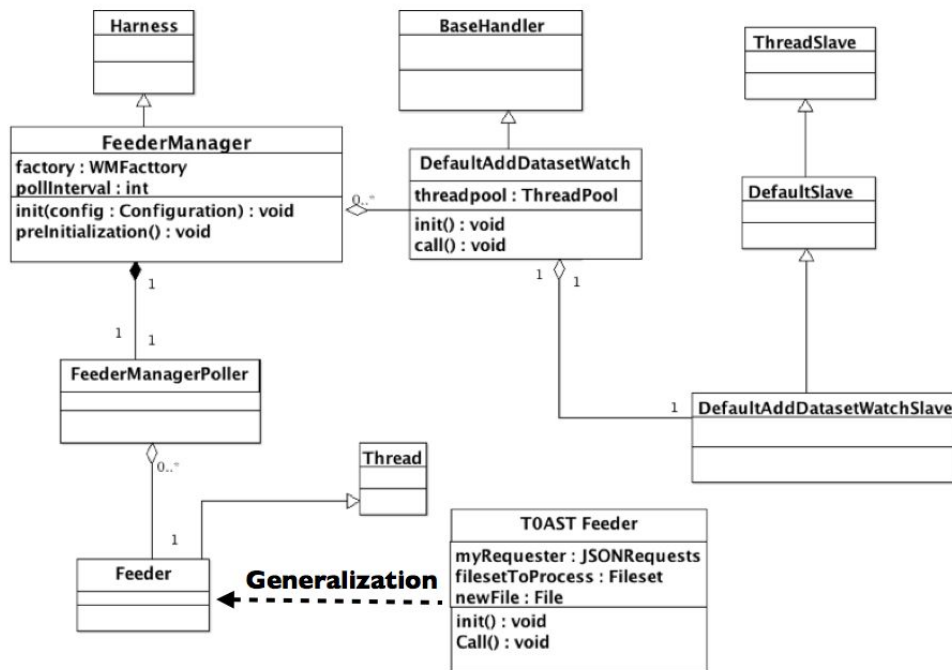 Harness
BaseHandler
ThreadSlave
FeederManager
factory : WMFacttory
pollInterval : int
init(config : Configuration) : void
preInitialization() : void
0..*
DefaultAddDatasetWatch
threadpool : ThreadPool
init() : void
call() : void
DefaultSlave
1
1
1
1
1
FeederManagerPoller
1
DefaultAddDatasetWatchSlave
0..*
Thread
1
Feeder
Generalization
T0AST Feeder
myRequester : JSONRequests
filesetToProcess : Fileset
newFile : File
init() : void
Call() : void